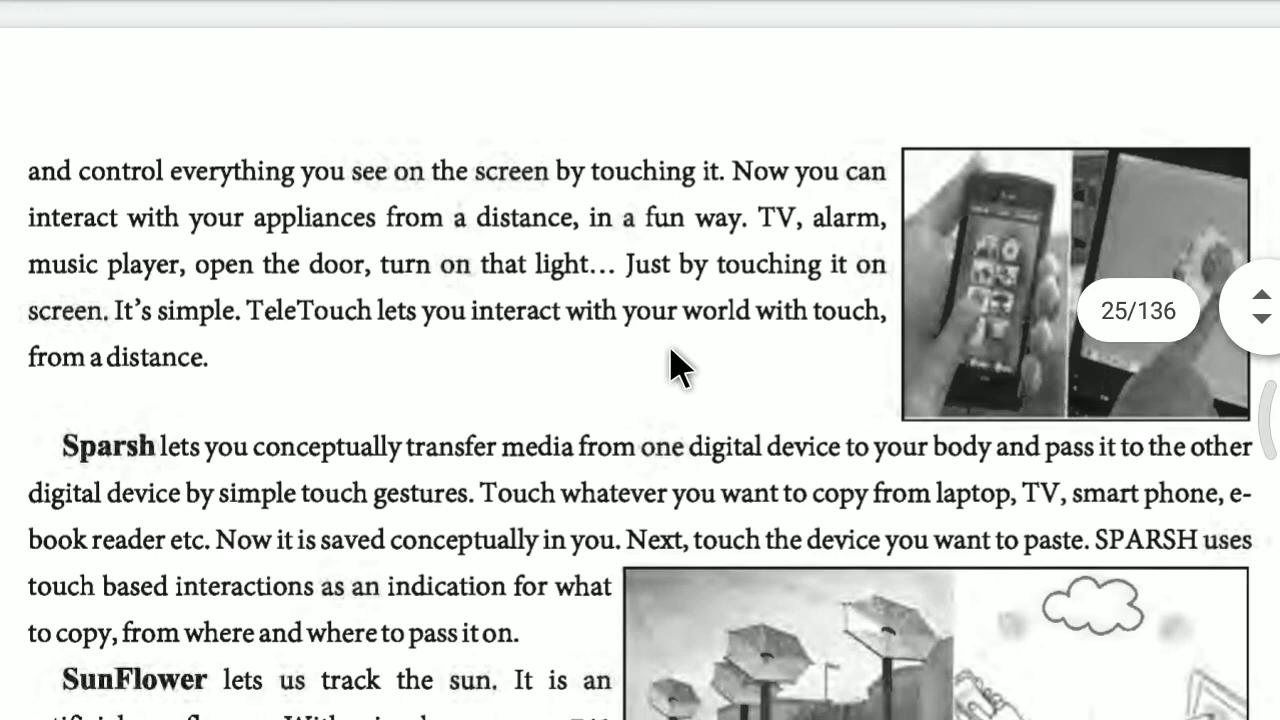 and control everything you see on the screen by touching it. Now you can
interact with your appliances from a distance, in a fun way. TV, alarm,
music player, open the door, turn on that light... Just by touching it on
screen. It's simple. TeleTouch lets you interact with your world with touch,
from a distance.
25/136
Sparsh lets you conceptually transfer media from one digital device to your body and pass it to the other
digital device by simple touch gestures. Touch whatever you want to copy from laptop, TV, smart phone, e-
book reader etc. Now it is saved conceptually in you. Next, touch the device you want to paste. SPARSH uses
touch based interactions as an indication for what
to copy, from where and where to pass it on.
SunFlower lets us track the sun. It is an